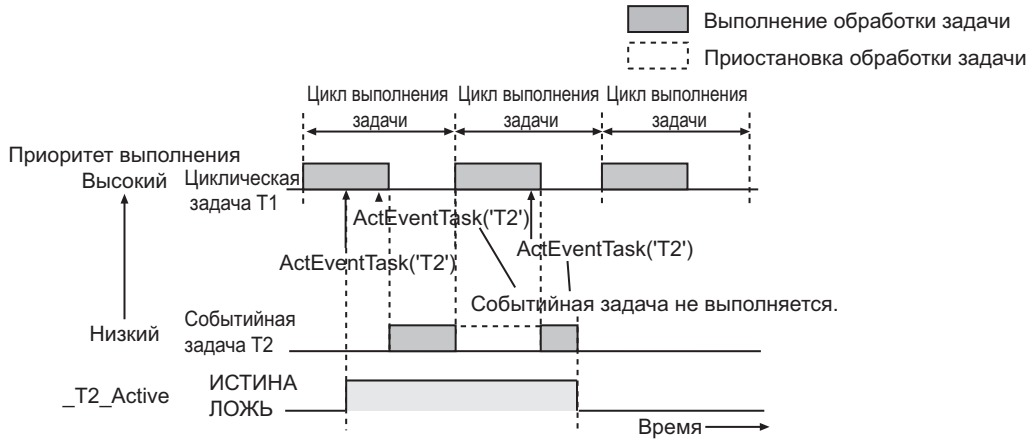 Выполнение обработки задачи
Приостановка обработки задачи
Цикл выполнения задачи
Цикл выполнения задачи
Цикл выполнения задачи
Приоритет выполнения
Высокий
Циклическая
задача T1
ActEventTask('T2')
ActEventTask('T2')
ActEventTask('T2')
Событийная задача не выполняется.
Низкий
Событийная
задача T2
_T2_Active
ИСТИНА
ЛОЖЬ
Время